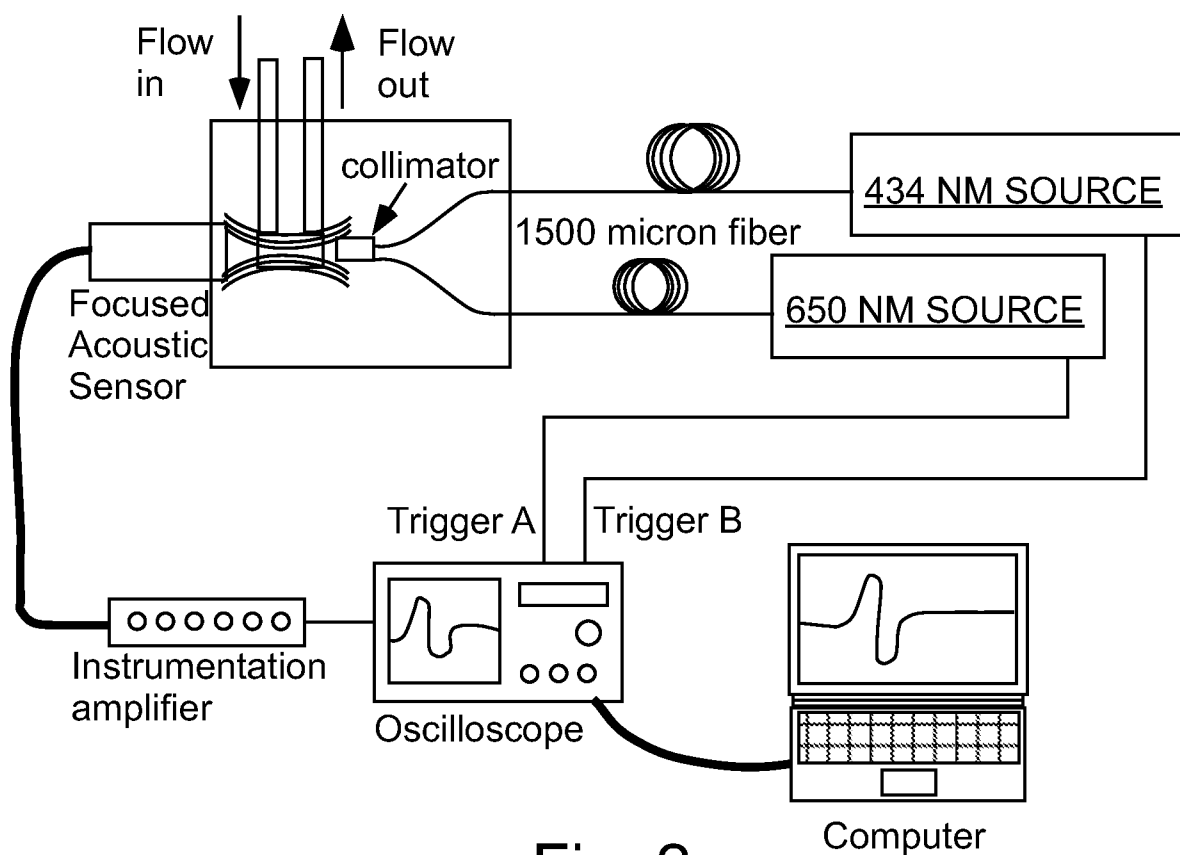 Flow
in
Flow
out
collimator
434 NM SOURCE
1500 micron fiber
650 NM SOURCE
Focused
Acoustic
Sensor
Trigger A
Trigger B
Instrumentation
amplifier
Oscilloscope
Computer